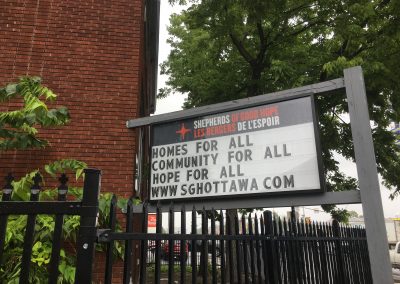 SHEPHERDS OF GOOD HOPE
LES BERGERS DE L'ESPOIR
HOMES FOR ALL
COMMUNITY FOR ALL
HOPE FOR ALL
WWW SGHOTTAWA COM